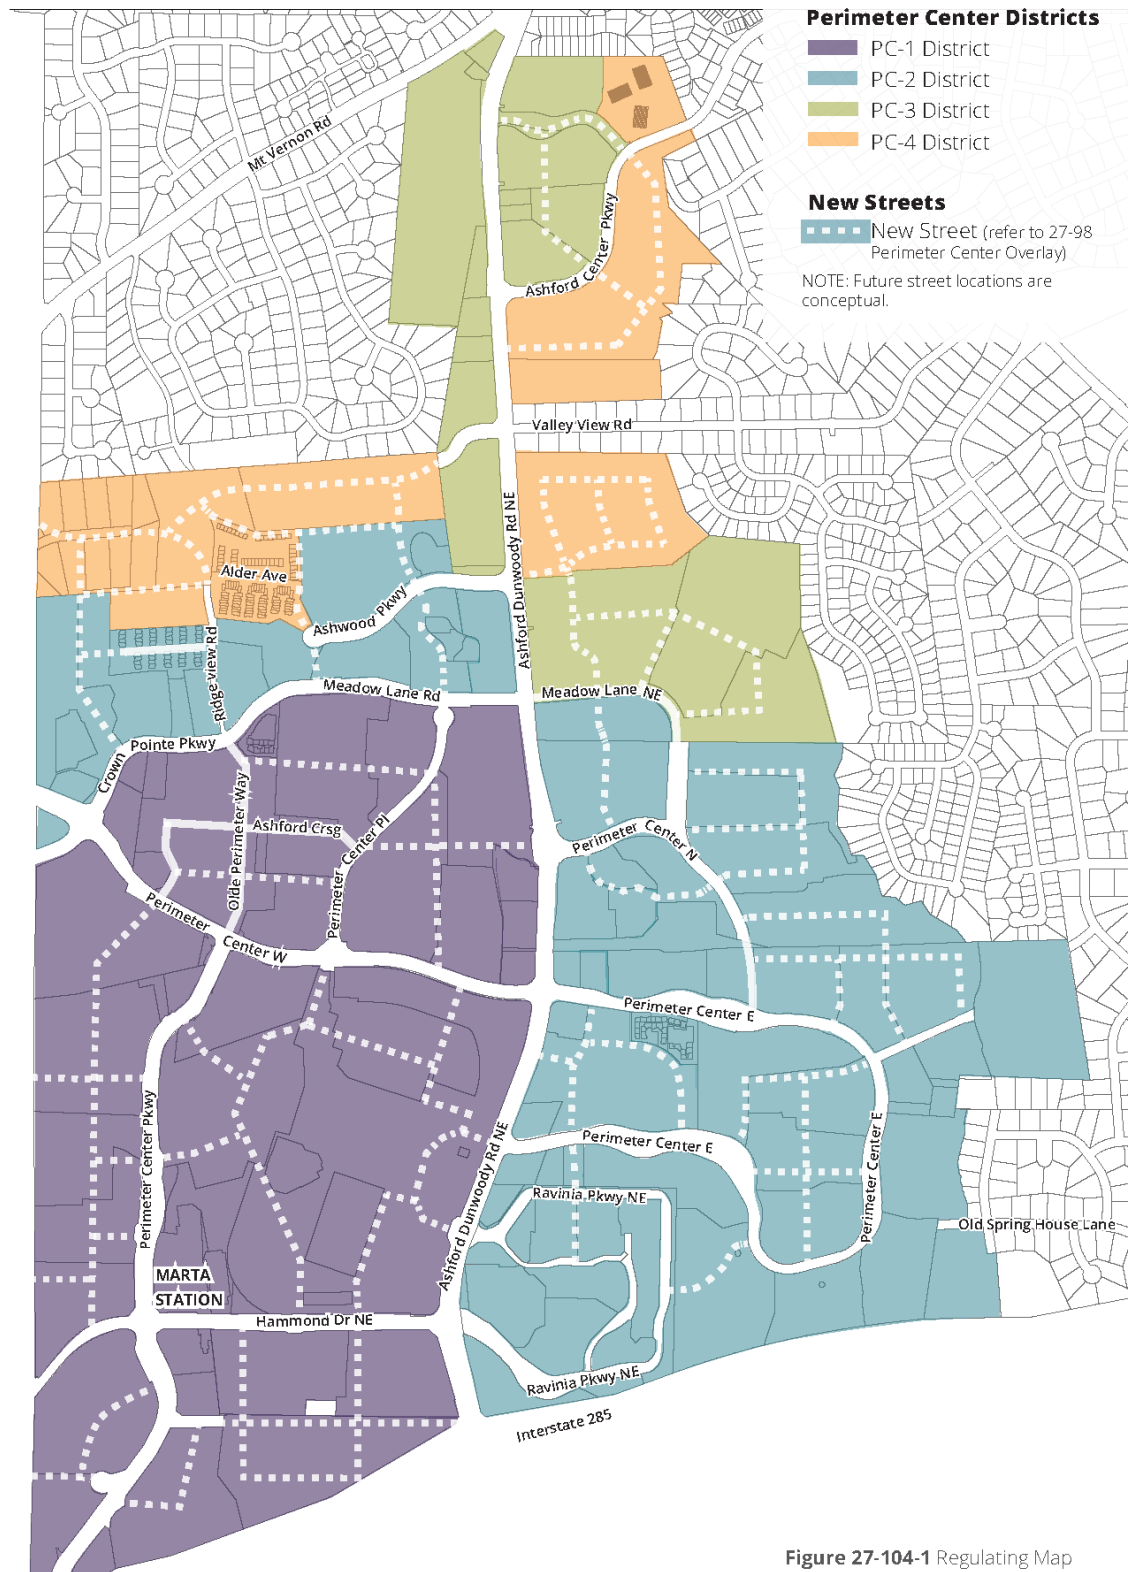 Perimeter Center Districts
PC-1 District
PC-2 District
PC-3 District
PC-4 District
New Streets
New Street (refer to 27-98
Perimeter Center Overlay)
NOTE: Future street locations are
conceptual.
Mt Vernon Rd
Ashford Center Pkwy
Valley View Rd
Ashford Dunwoody Rd NE
Alder Ave
Ashwood Pkwy
Ridgeview Rd
Meadow Lane Rd
Meadow Lane NE
Crown Pointe Pkwy
Olde Perimeter Way
Ashford Crsg
Perimeter Center Pl
Perimeter Center N
Perimeter Center W
Perimeter Center E
Perimeter Center E
Perimeter Center E
Perimeter Center Pkwy
Ashford Dunwoody Rd NE
Ravinia Pkwy NE
Old Spring House Lane
MARTA
STATION
Hammond Dr NE
Ravinia Pkwy NE
Interstate 285
Figure 27-104-1 Regulating Map